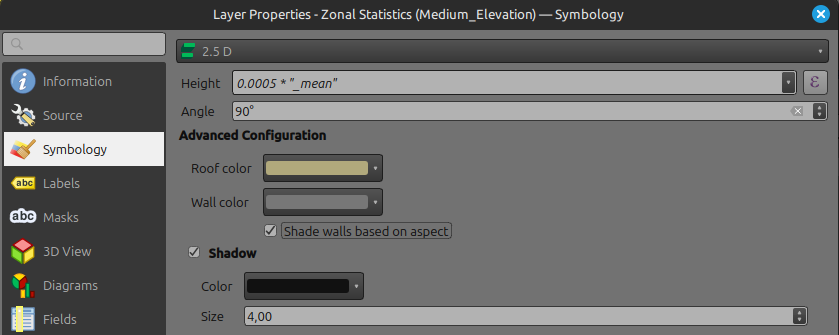 Layer Properties - Zonal Statistics (Medium_Elevation) — Symbology
2.5 D
Information
Height 0.0005 * "_mean" ε
Source
Angle 90°
Symbology
Advanced Configuration
abc Labels
Roof color
abc Masks
Wall color
Shade walls based on aspect
3D View
Shadow
Diagrams
Color
Fields
Size 4,00